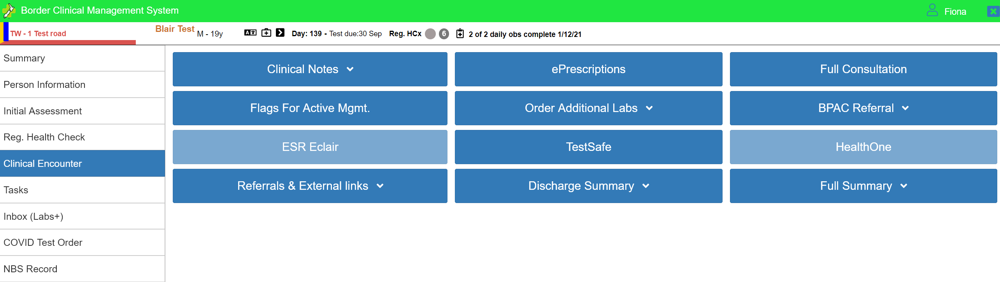 Border Clinical Management System
Fiona
TW - 1 Test road
Blair Test M - 19y
Day: 139 - Test due:30 Sep
Reg. HCx
6
2 of 2 daily obs complete 1/12/21
Summary
Person Information
Initial Assessment
Reg. Health Check
Clinical Encounter
Tasks
Inbox (Labs+)
COVID Test Order
NBS Record
Clinical Notes
ePrescriptions
Full Consultation
Flags For Active Mgmt.
Order Additional Labs
BPAC Referral
ESR Eclair
TestSafe
HealthOne
Referrals & External links
Discharge Summary
Full Summary